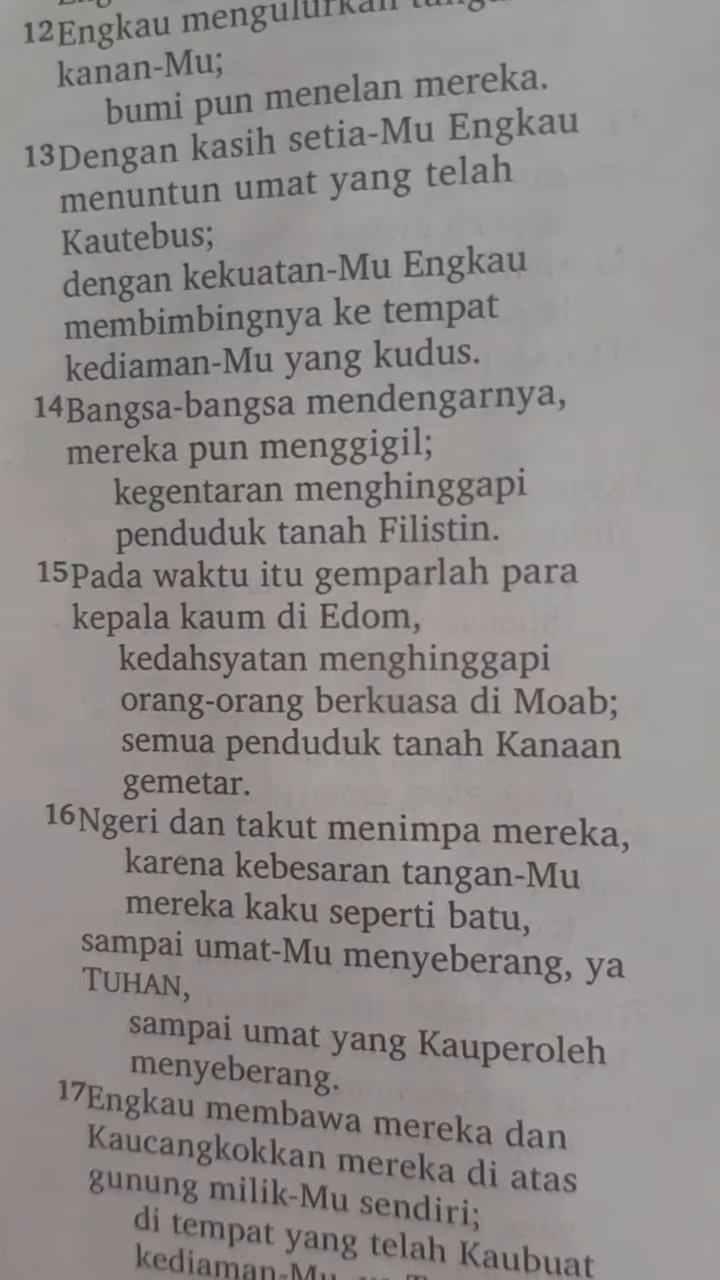 12Engkau mengulurkan
kanan-Mu;
bumi pun menelan mereka.
13Dengan kasih setia-Mu Engkau
menuntun umat yang telah
Kautebus;
dengan kekuatan-Mu Engkau
membimbingnya ke tempat
kediaman-Mu yang kudus.
14Bangsa-bangsa mendengarnya,
mereka pun menggigil;
kegentaran menghinggapi
penduduk tanah Filistin.
15Pada waktu itu gemparlah para
kepala kaum di Edom,
kedahsyatan menghinggapi
orang-orang berkuasa di Moab;
semua penduduk tanah Kanaan
gemetar.
16Ngeri dan takut menimpa mereka,
karena kebesaran tangan-Mu
mereka kaku seperti batu,
sampai umat-Mu menyeberang, ya
TUHAN,
sampai umat yang Kauperoleh
menyeberang.
17Engkau membawa mereka dan
Kaucangkokkan mereka di atas
gunung milik-Mu sendiri;
di tempat yang telah Kaubuat
kediaman-Mu